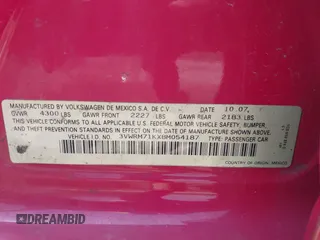 MANUFACTURED BY VOLKSWAGEN DE MEXICO S.A. DE C.V. 10.07.
GVWR 4300 LBS GAWR FRONT 2227 LBS GAWR REAR 2183 LBS
THIS VEHICLE CONFORMS TO ALL APPLICABLE U.S. FEDERAL MOTOR VEHICLE SAFETY, BUMPER,
AND THEFT PREVENTION STANDARDS IN EFFECT ON THE DATE OF MANUFACTURE SHOWN ABOVE.
VEHICLE I.D. NO. 3VWRM71KX8M054187 TYPE: PASSENGER CAR
COUNTRY OF ORIGIN: MEXICO
DREAMBID